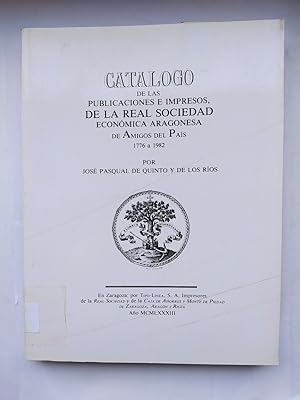 CATALOGO
DE LAS
PUBLICACIONES E IMPRESOS,
DE LA REAL SOCIEDAD
ECONÓMICA ARAGONESA
DE AMIGOS DEL PAÍS
1776 a 1982
POR
JOSÉ PASQUAL DE QUINTO Y DE LOS RÍOS
En Zaragoza: por TIPO-LINEA, S. A. Impresores
de la REAL SOCIEDAD y de la CAJA DE AHORROS Y MONTE DE PIEDAD
DE ZARAGOZA, ARAGÓN Y RIOJA
Año MCMLXXXIII